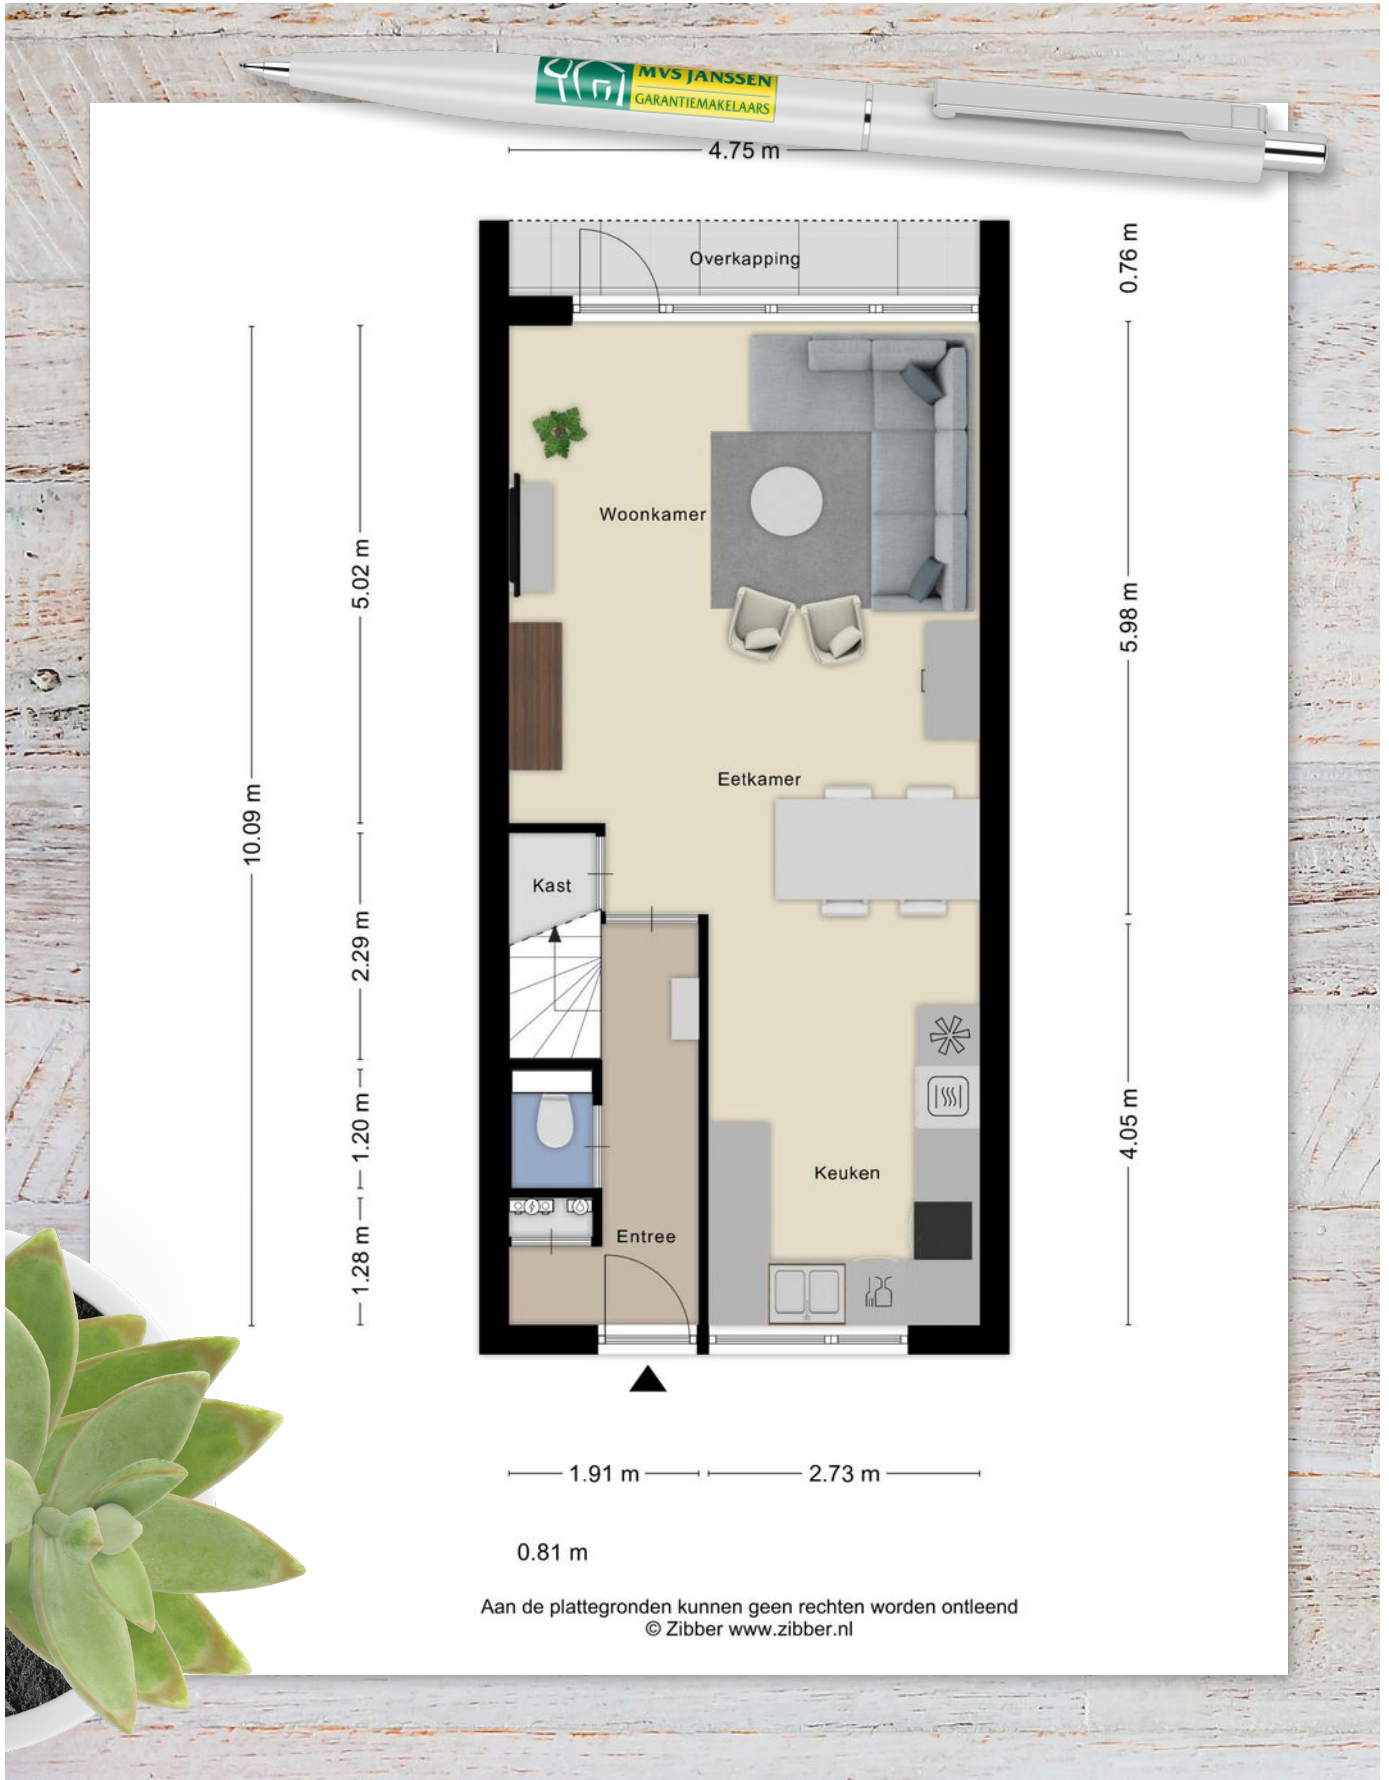 MVS JANSSEN
GARANTIEMAKELAARS
4.75 m
Overkapping
0.76 m
Woonkamer
5.02 m
5.98 m
Eetkamer
10.09 m
Kast
2.29 m
1.20 m
4.05 m
Keuken
Entree
1.28 m
1.91 m
2.73 m
0.81 m
Aan de plattegronden kunnen geen rechten worden ontleend
© Zibber www.zibber.nl